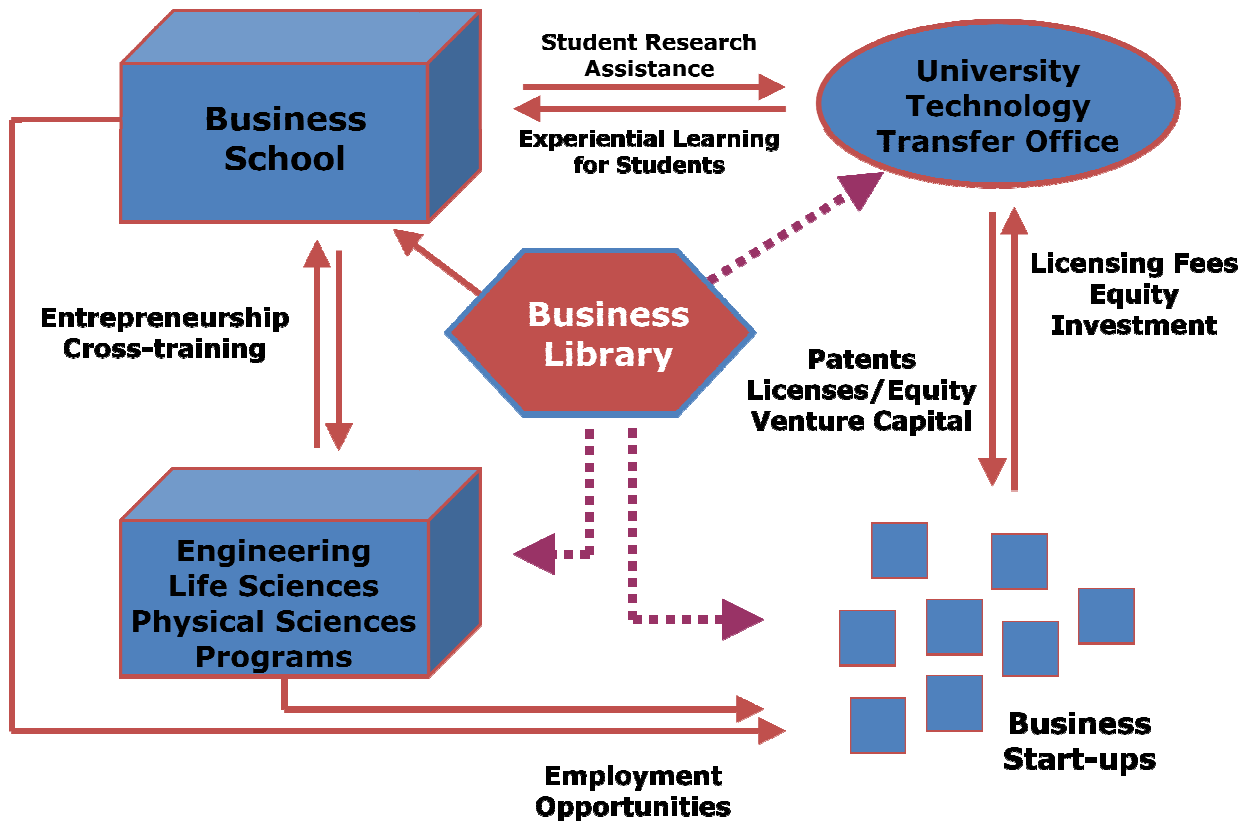 Business
School
Student Research
Assistance
Experiential Learning
for Students
University
Technology
Transfer Office
Entrepreneurship
Cross-training
Business
Library
Licensing Fees
Equity
Investment
Patents
Licenses/Equity
Venture Capital
Engineering
Life Sciences
Physical Sciences
Programs
Business
Start-ups
Employment
Opportunities